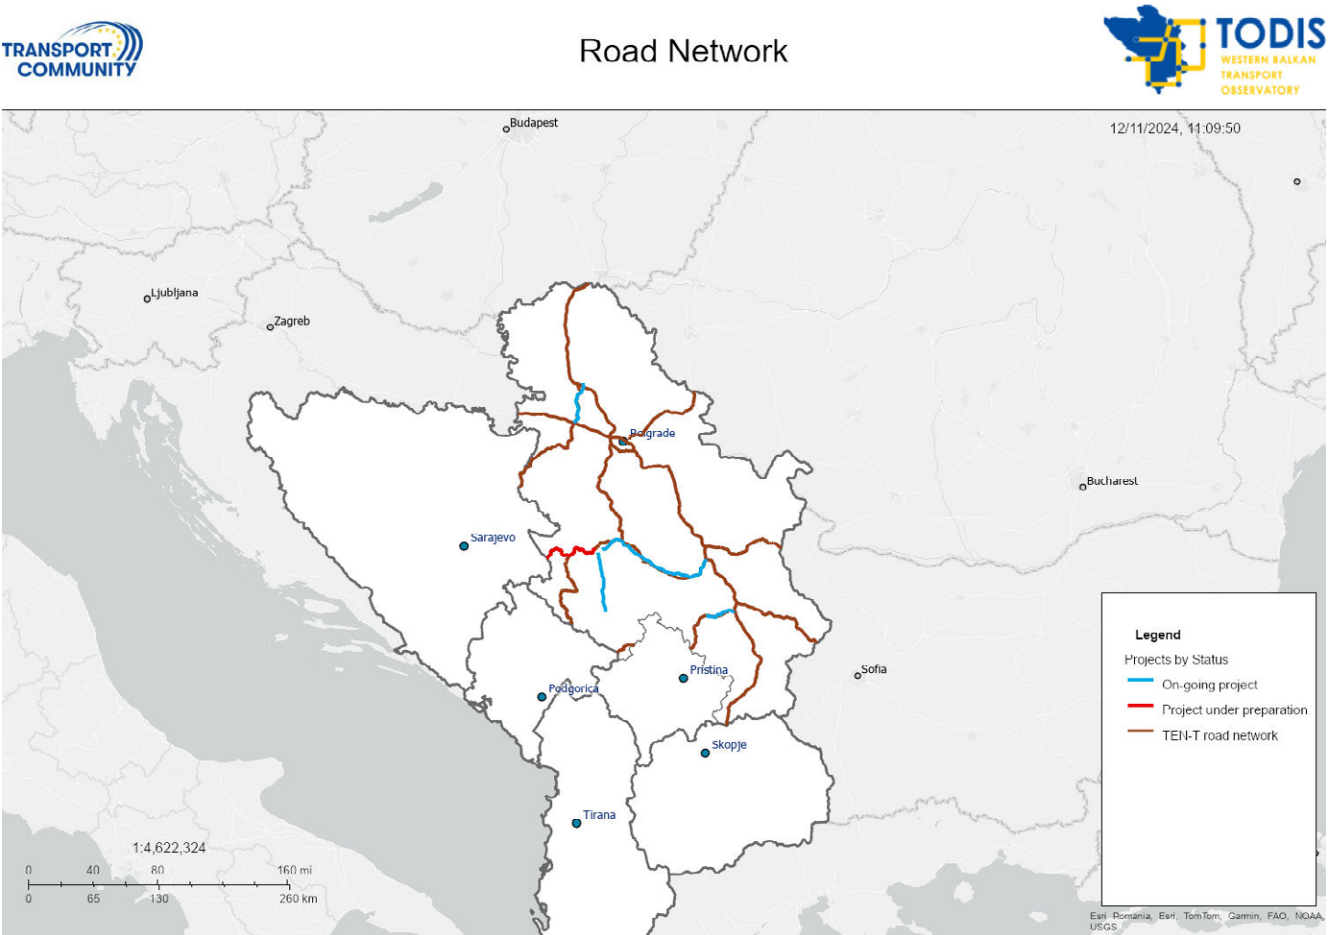 TRANSPORT
COMMUNITY
Road Network
TODIS
WESTERN BALKAN
TRANSPORT
OBSERVATORY
Budapest
12/11/2024, 11:09:50
Ljubljana
Zagreb
Belgrade
Bucharest
Sarajevo
Sofia
Pristina
Podgorica
Skopje
Tirana
Legend
Projects by Status
On-going project
Project under preparation
TEN-T road network
1:4,622,324
0 40 80 160 mi
0 65 130 260 km
Esri Romania, Esri, TomTom, Garmin, FAO, NOAA,
USGS